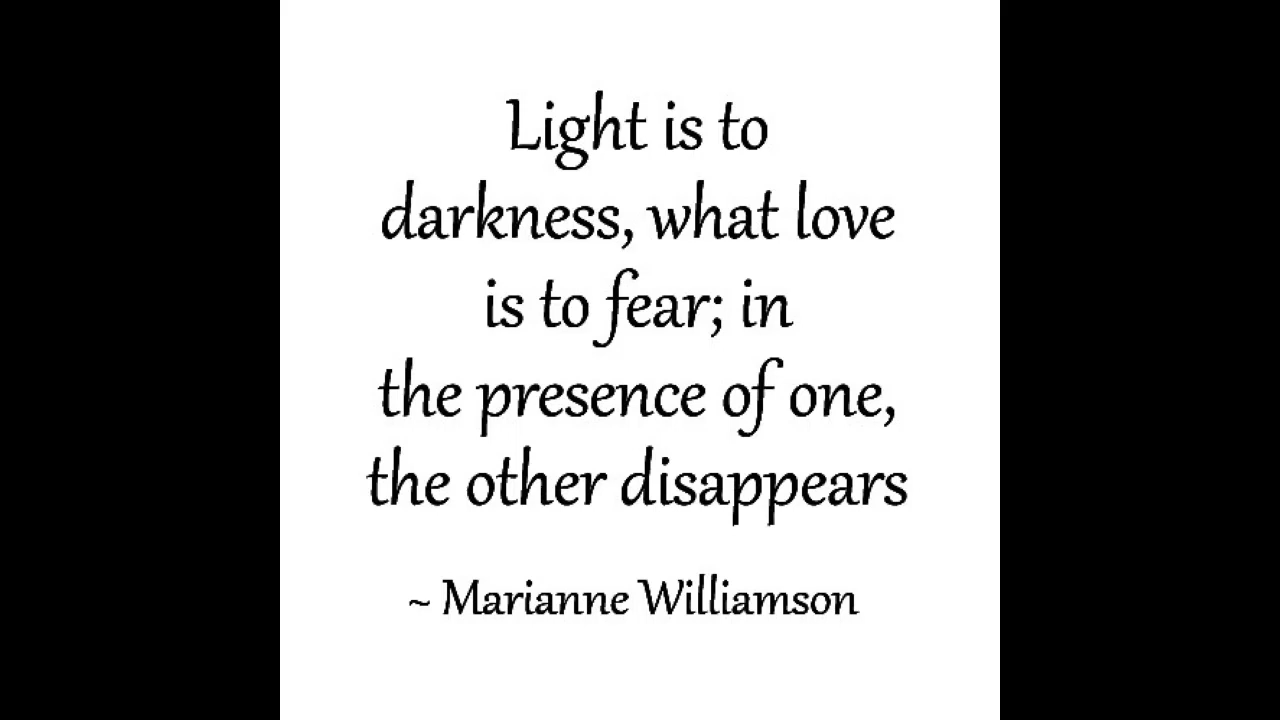 Light is to
darkness, what love
is to fear; in
the presence of one,
the other disappears
~ Marianne Williamson